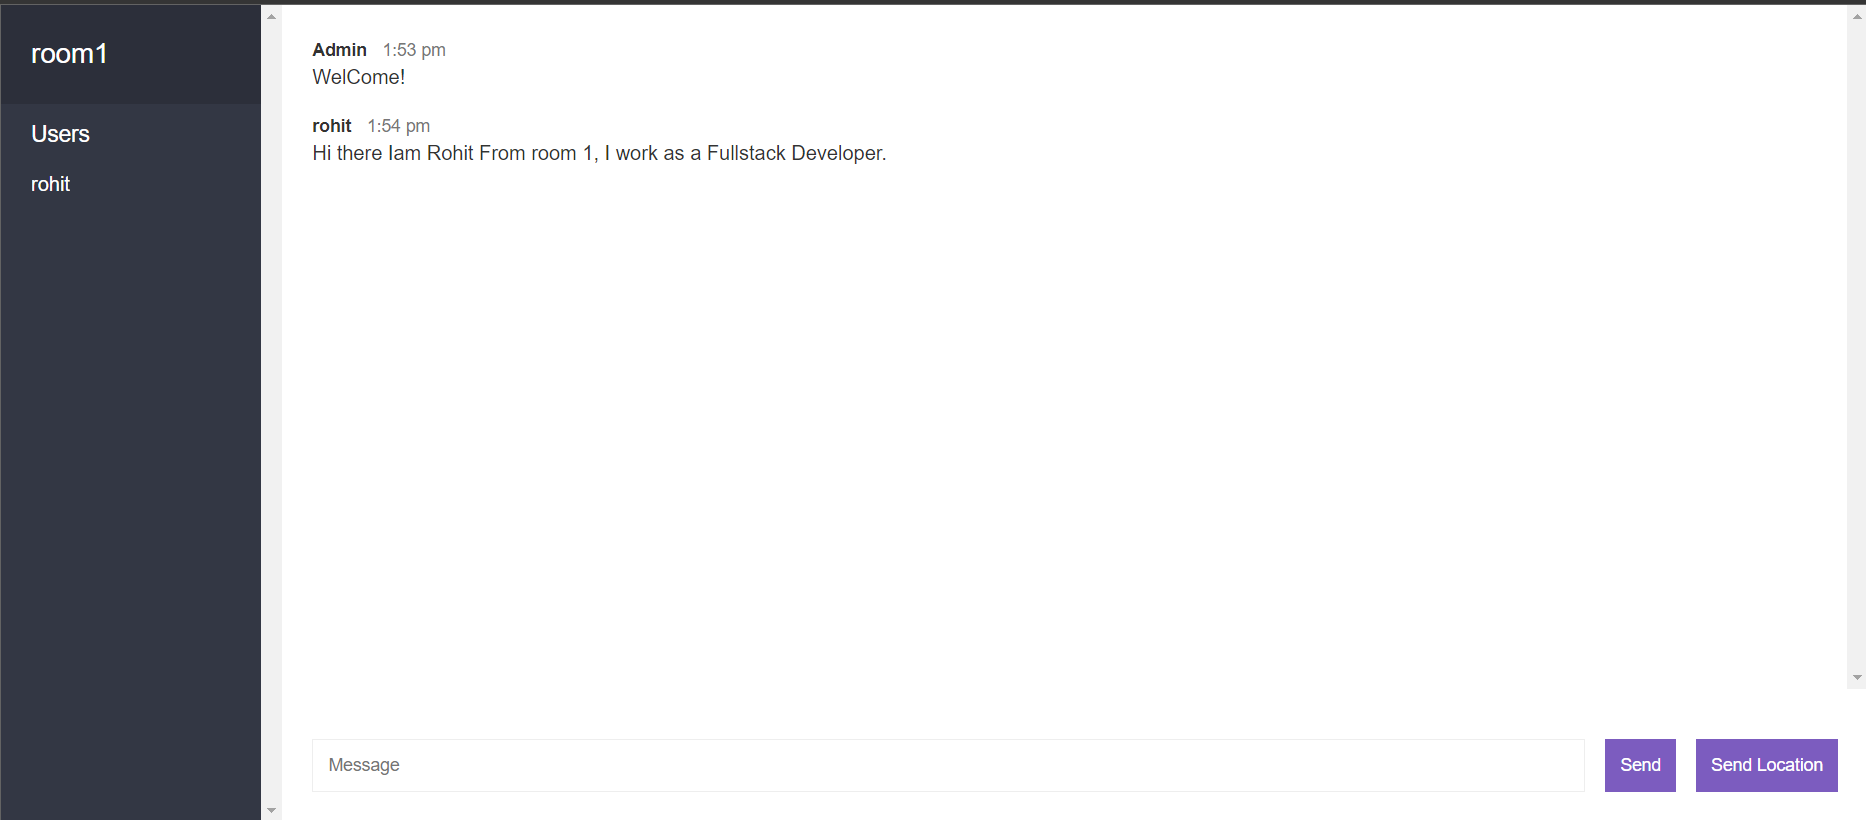 room1
Users
rohit
Admin 1:53 pm
WelCome!
rohit 1:54 pm
Hi there Iam Rohit From room 1, I work as a Fullstack Developer.
Message
Send
Send Location